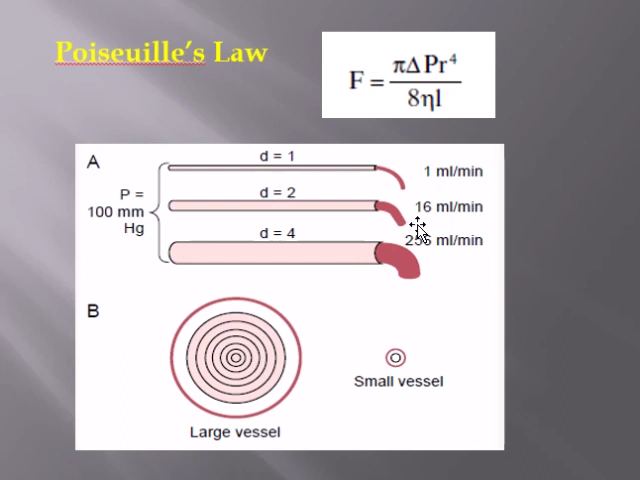 Poiseuille's Law
F = πΔPr⁴ / 8ηl
A
d = 1
1 ml/min
P =
100 mm
Hg
d = 2
16 ml/min
d = 4
256 ml/min
B
Small vessel
Large vessel